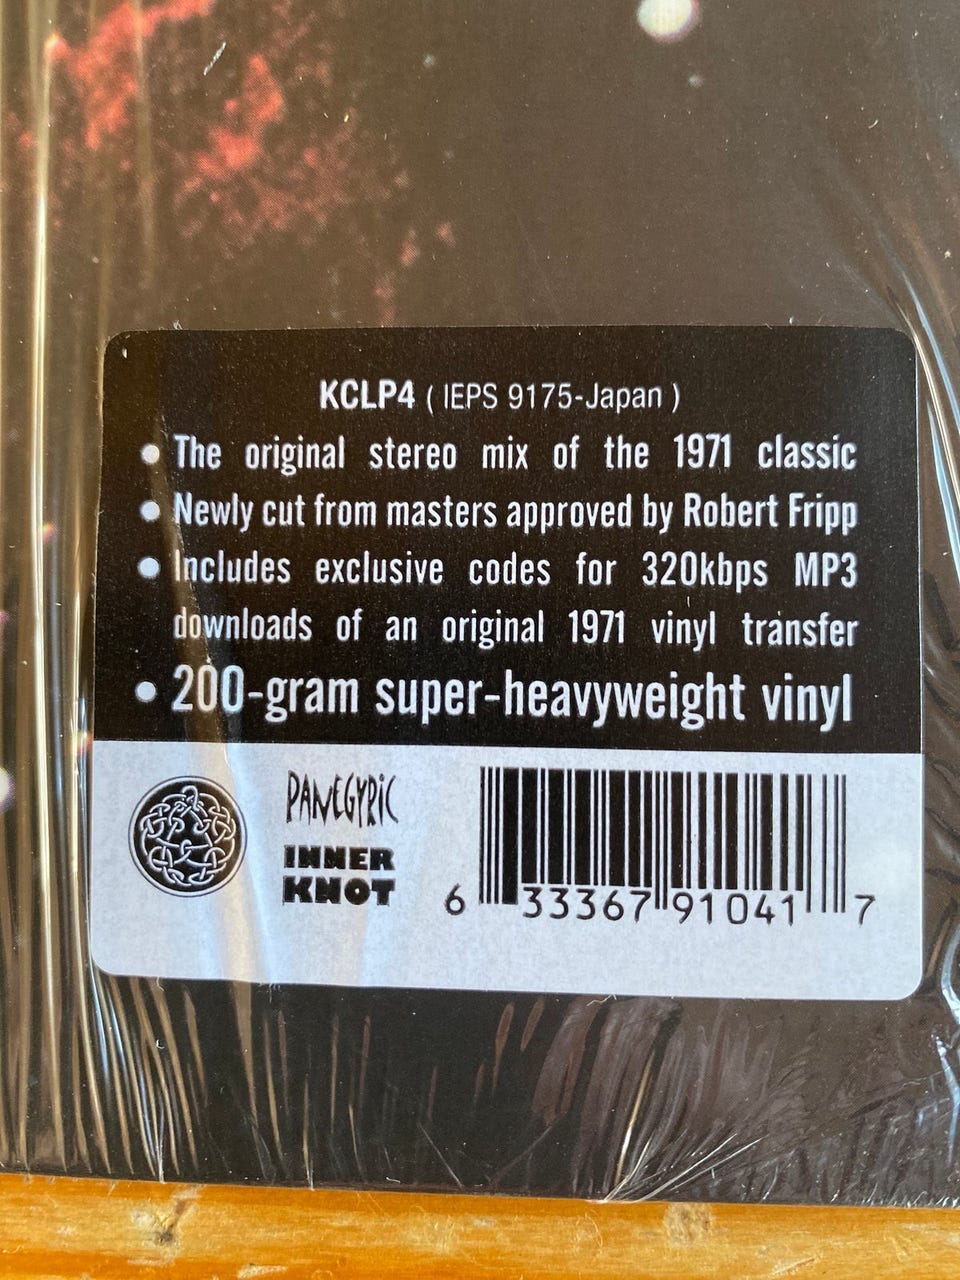 KCLP4 ( IEPS 9175-Japan )
• The original stereo mix of the 1971 classic
• Newly cut from masters approved by Robert Fripp
• Includes exclusive codes for 320kbps MP3
downloads of an original 1971 vinyl transfer
• 200-gram super-heavyweight vinyl
PANEGYRIC
INNER
KNOT
6 33367 91041 7